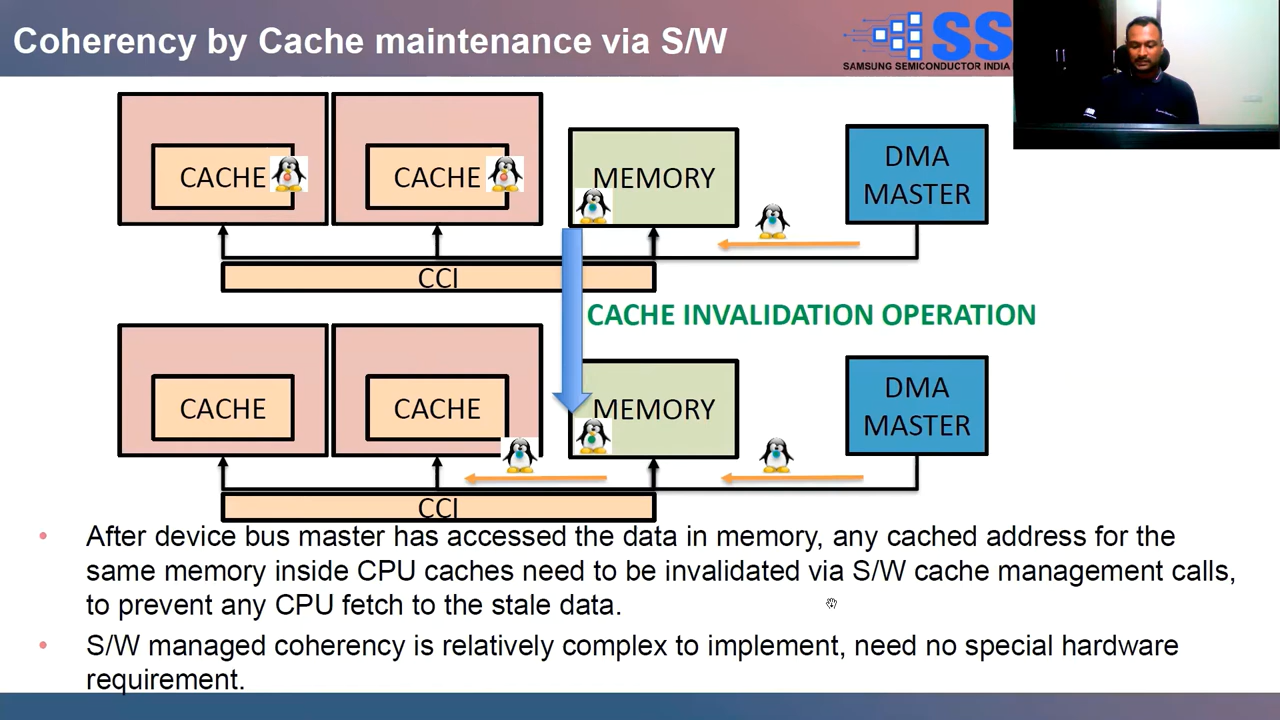 Coherency by Cache maintenance via S/W
SS
SAMSUNG SEMICONDUCTOR INDIA
CACHE
CACHE
MEMORY
DMA
MASTER
CCI
CACHE INVALIDATION OPERATION
CACHE
CACHE
MEMORY
DMA
MASTER
CCI
• After device bus master has accessed the data in memory, any cached address for the
same memory inside CPU caches need to be invalidated via S/W cache management calls,
to prevent any CPU fetch to the stale data.
• S/W managed coherency is relatively complex to implement, need no special hardware
requirement.